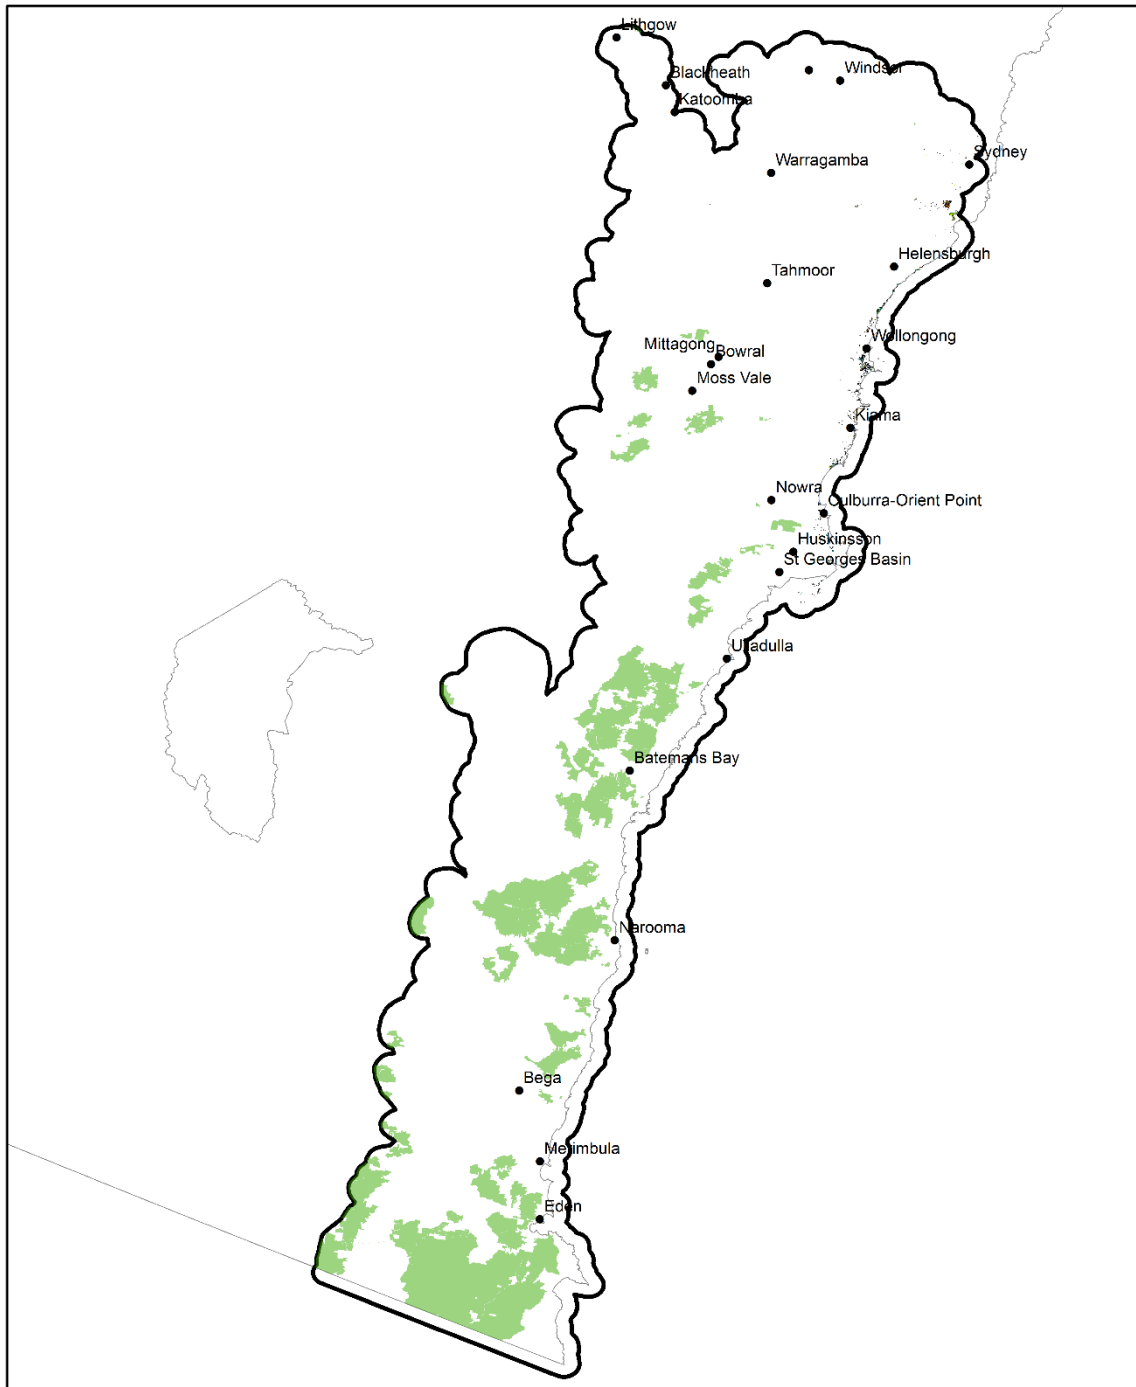 Lithgow
Blackheath
Windsor
Katoomba
Sydney
Warragamba
Helensburgh
Tahmoor
Wollongong
Mittagong
Bowral
Moss Vale
Kiama
Nowra
Culburra-Orient Point
Huskinsson
St Georges Basin
Ulladulla
Batemans Bay
Narooma
Bega
Merimbula
Eden